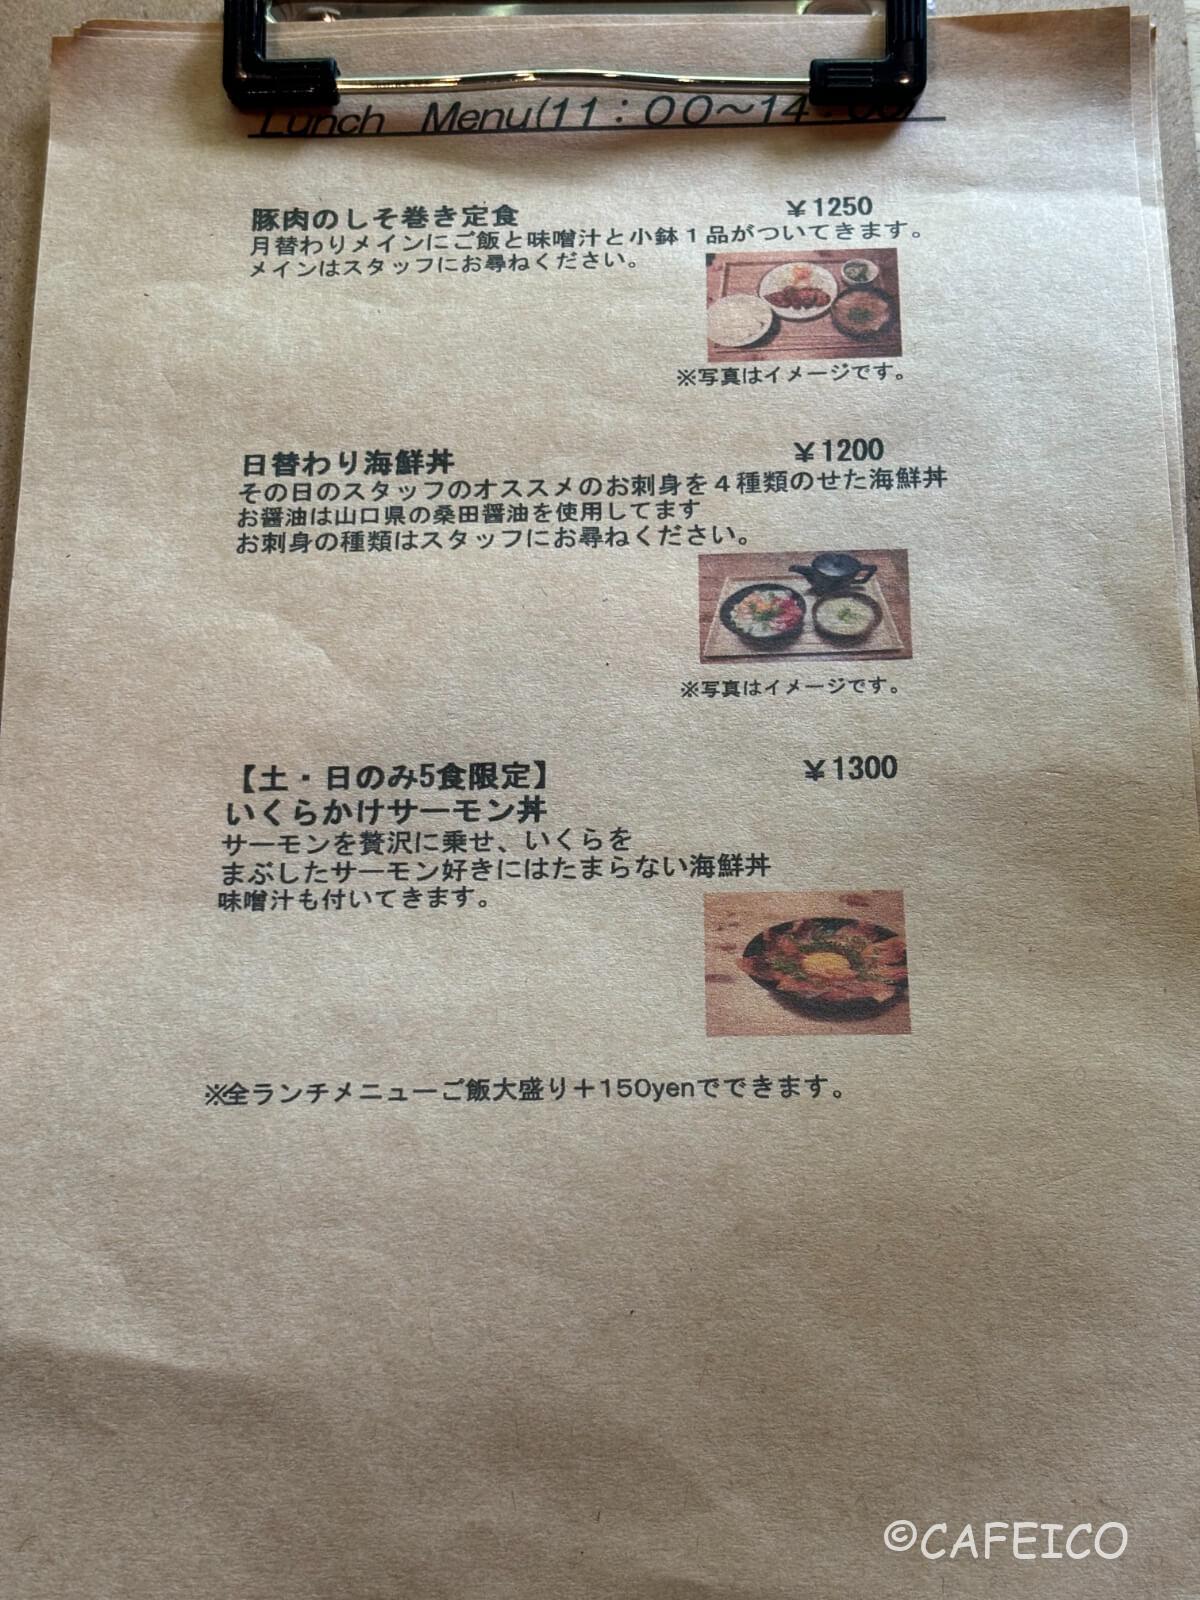 Lunch Menu(11：00～14：00)
豚肉のしそ巻き定食 ￥1250
月替わりメインにご飯と味噌汁と小鉢１品がついてきます。
メインはスタッフにお尋ねください。
※写真はイメージです。
日替わり海鮮丼 ￥1200
その日のスタッフのオススメのお刺身を４種類のせた海鮮丼
お醤油は山口県の桑田醤油を使用してます
お刺身の種類はスタッフにお尋ねください。
※写真はイメージです。
【土・日のみ5食限定】 ￥1300
いくらかけサーモン丼
サーモンを贅沢に乗せ、いくらを
まぶしたサーモン好きにはたまらない海鮮丼
味噌汁も付いてきます。
※全ランチメニューご飯大盛り＋150yenでできます。
©CAFEICO